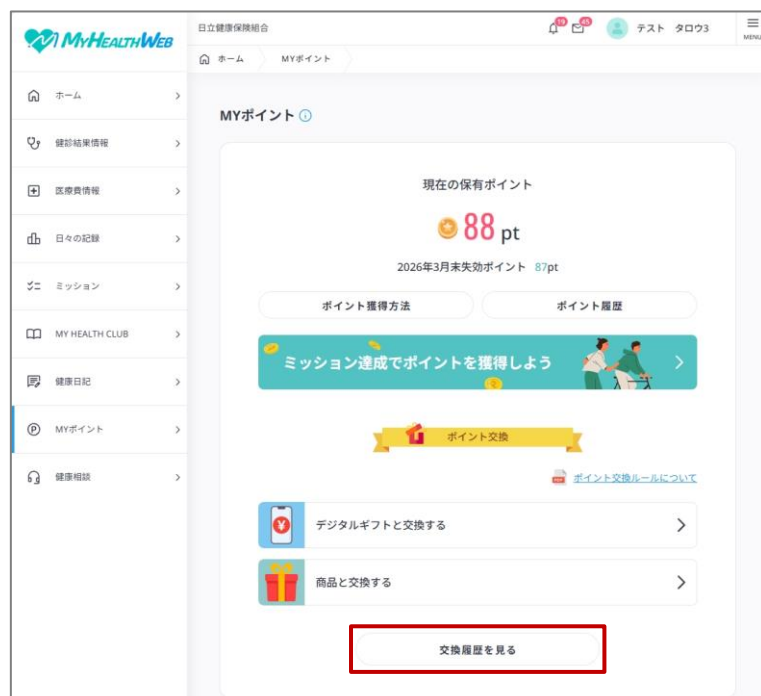 MY HEALTH WEB
日立健康保険組合
19
45
テスト タロウ3
MENU
ホーム
MYポイント
ホーム
健診結果情報
医療費情報
日々の記録
ミッション
MY HEALTH CLUB
健康日記
MYポイント
健康相談
MYポイント
現在の保有ポイント
88 pt
2026年3月末失効ポイント 87pt
ポイント獲得方法
ポイント履歴
ミッション達成でポイントを獲得しよう
ポイント交換
ポイント交換ルールについて
デジタルギフトと交換する
商品と交換する
交換履歴を見る